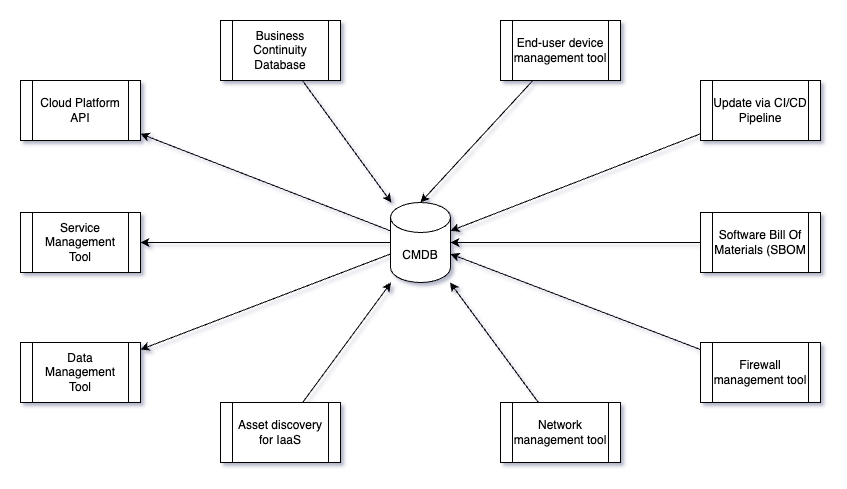 Business
Continuity
Database
End-user device
management tool
Cloud Platform
API
Update via CI/CD
Pipeline
Service
Management
Tool
CMDB
Software Bill Of
Materials (SBOM
Data
Management
Tool
Firewall
management tool
Asset discovery
for IaaS
Network
management tool